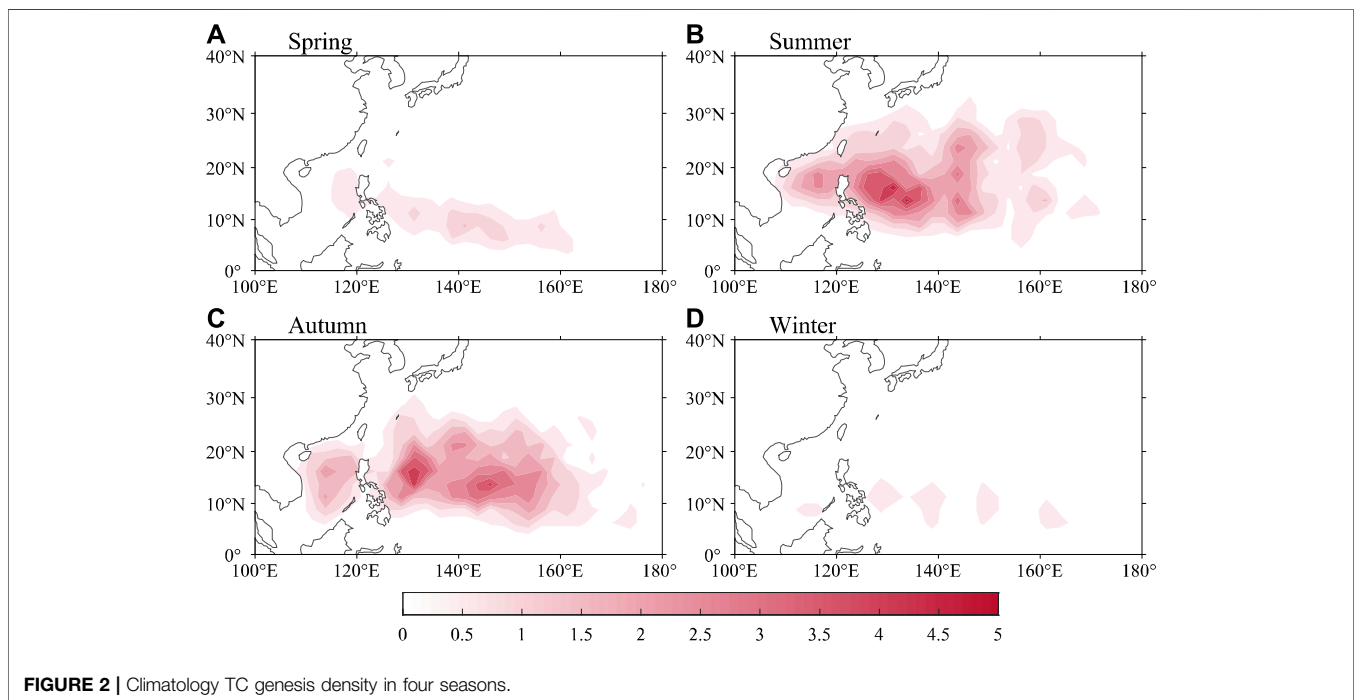 A Spring
40°N
30°N
20°N
10°N
0°
100°E 120°E 140°E 160°E 180°
B Summer
40°N
30°N
20°N
10°N
0°
100°E 120°E 140°E 160°E 180°
C Autumn
40°N
30°N
20°N
10°N
0°
100°E 120°E 140°E 160°E 180°
D Winter
40°N
30°N
20°N
10°N
0°
100°E 120°E 140°E 160°E 180°
0 0.5 1 1.5 2 2.5 3 3.5 4 4.5 5
FIGURE 2 | Climatology TC genesis density in four seasons.